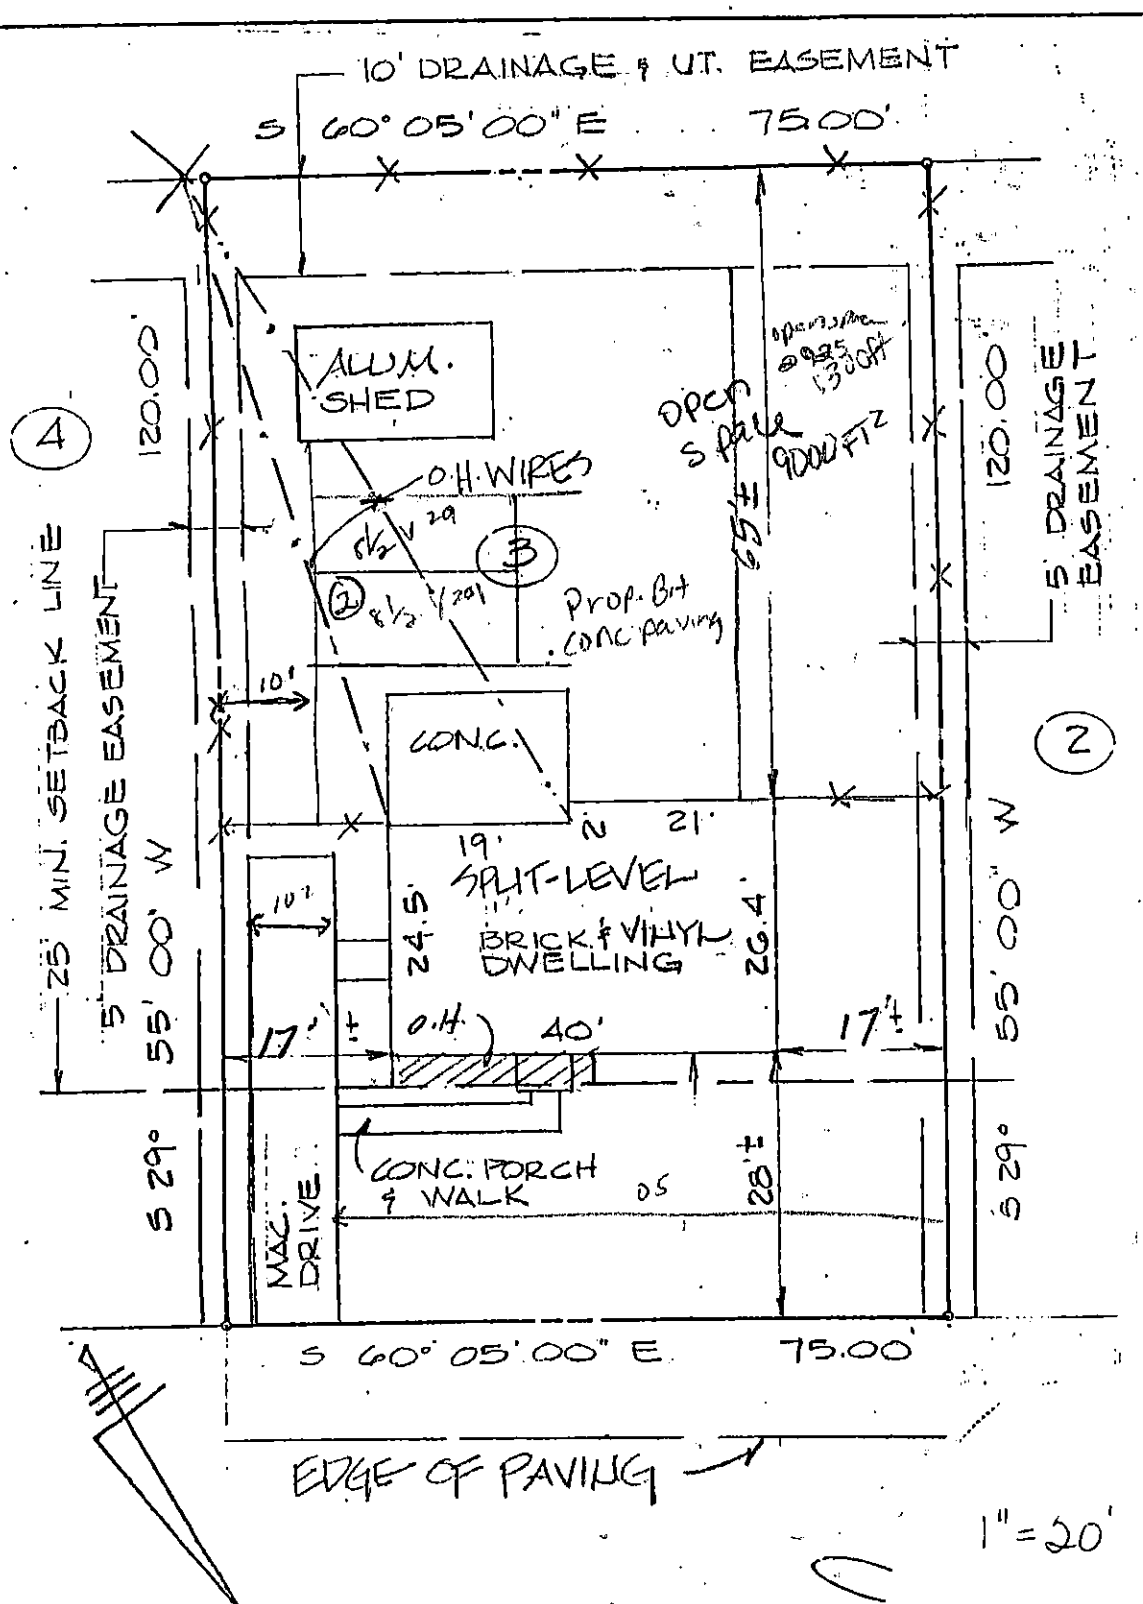 10' DRAINAGE & UT. EASEMENT
S 60° 05' 00" E 75.00'
ALUM.
SHED
OPEN
SPACE
9000 FT²
120.00'
4
O.H. WIRES
3
2
65'±
Prop. Bit
conc paving
10'
CONC.
120.00'
5' DRAINAGE
EASEMENT
2
25' MIN. SETBACK LINE
5' DRAINAGE EASEMENT
S 29° 55' 00" W
19'
2
21'
SPLIT-LEVEL
BRICK & VINYL
DWELLING
24.5'
26.4'
10'
17'±
O.H.
40'
17'±
S 29° 55' 00" W
CONC. PORCH
& WALK
MAC.
DRIVE
OS
28'±
S 60° 05' 00" E 75.00'
EDGE OF PAVING
1" = 20'